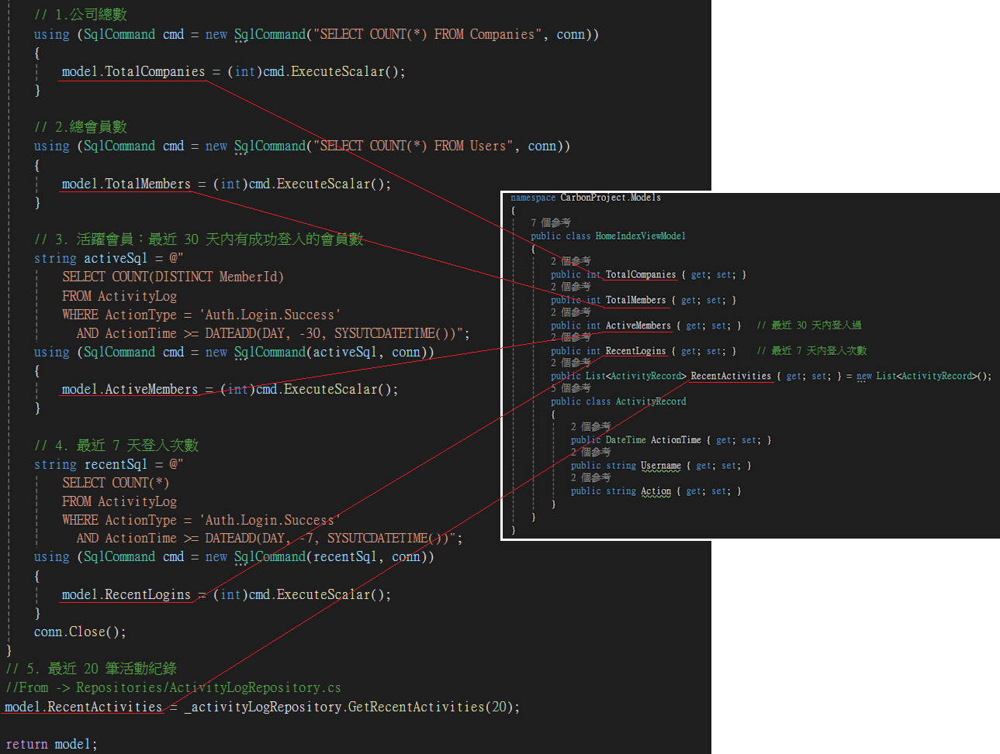 // 1.公司總數
using (SqlCommand cmd = new SqlCommand("SELECT COUNT(*) FROM Companies", conn))
{
model.TotalCompanies = (int)cmd.ExecuteScalar();
}
// 2.總會員數
using (SqlCommand cmd = new SqlCommand("SELECT COUNT(*) FROM Users", conn))
{
model.TotalMembers = (int)cmd.ExecuteScalar();
}
// 3. 活躍會員：最近 30 天內有成功登入的會員數
string activeSql = @"
SELECT COUNT(DISTINCT MemberId)
FROM ActivityLog
WHERE ActionType = 'Auth.Login.Success'
AND ActionTime >= DATEADD(DAY, -30, SYSUTCDATETIME())";
using (SqlCommand cmd = new SqlCommand(activeSql, conn))
{
model.ActiveMembers = (int)cmd.ExecuteScalar();
}
// 4. 最近 7 天登入次數
string recentSql = @"
SELECT COUNT(*)
FROM ActivityLog
WHERE ActionType = 'Auth.Login.Success'
AND ActionTime >= DATEADD(DAY, -7, SYSUTCDATETIME())";
using (SqlCommand cmd = new SqlCommand(recentSql, conn))
{
model.RecentLogins = (int)cmd.ExecuteScalar();
}
conn.Close();
}
// 5. 最近 20 筆活動紀錄
//From -> Repositories/ActivityLogRepository.cs
model.RecentActivities = _activityLogRepository.GetRecentActivities(20);
return model;
namespace CarbonProject.Models
{
7 個參考
public class HomeIndexViewModel
{
2 個參考
public int TotalCompanies { get; set; }
2 個參考
public int TotalMembers { get; set; }
2 個參考
public int ActiveMembers { get; set; } // 最近 30 天內登入過
2 個參考
public int RecentLogins { get; set; } // 最近 7 天內登入次數
2 個參考
public List<ActivityRecord> RecentActivities { get; set; } = new List<ActivityRecord>();
5 個參考
public class ActivityRecord
{
2 個參考
public DateTime ActionTime { get; set; }
2 個參考
public string Username { get; set; }
2 個參考
public string Action { get; set; }
}
}
}